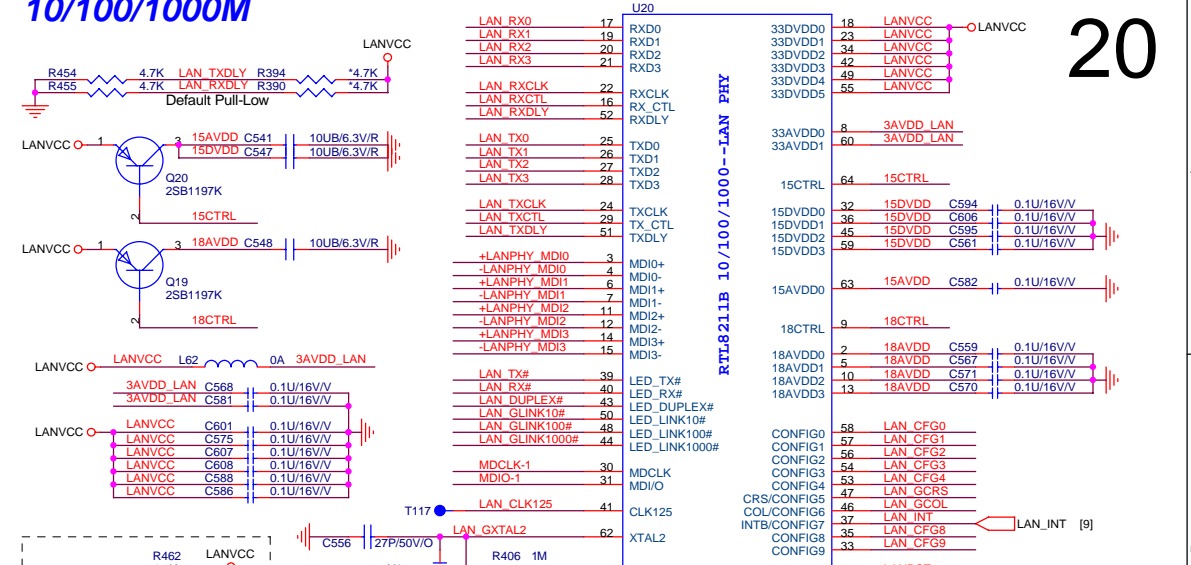 10/100/1000M
20
LANVCC
R454 4.7K LAN_TXDLY R394 *4.7K
R455 4.7K LAN_RXDLY R390 *4.7K
Default Pull-Low
LANVCC 1 3 15AVDD C541 10UB/6.3V/R
15DVDD C547 10UB/6.3V/R
Q20
2SB1197K
2
15CTRL
LANVCC 1 3 18AVDD C548 10UB/6.3V/R
Q19
2SB1197K
2
18CTRL
LANVCC LANVCC L62 0A 3AVDD_LAN
3AVDD_LAN C568 0.1U/16V/V
3AVDD_LAN C581 0.1U/16V/V
LANVCC LANVCC C601 0.1U/16V/V
LANVCC C575 0.1U/16V/V
LANVCC C607 0.1U/16V/V
LANVCC C608 0.1U/16V/V
LANVCC C588 0.1U/16V/V
LANVCC C586 0.1U/16V/V
T117
C556 27P/50V/O
R406 1M
R462 LANVCC
U20
RTL8211B 10/100/1000--LAN PHY
LAN_RX0 17 RXD0
LAN_RX1 19 RXD1
LAN_RX2 20 RXD2
LAN_RX3 21 RXD3
LAN_RXCLK 22 RXCLK
LAN_RXCTL 16 RX_CTL
LAN_RXDLY 52 RXDLY
LAN_TX0 25 TXD0
LAN_TX1 26 TXD1
LAN_TX2 27 TXD2
LAN_TX3 28 TXD3
LAN_TXCLK 24 TXCLK
LAN_TXCTL 29 TX_CTL
LAN_TXDLY 51 TXDLY
+LANPHY_MDI0 3 MDI0+
-LANPHY_MDI0 4 MDI0-
+LANPHY_MDI1 6 MDI1+
-LANPHY_MDI1 7 MDI1-
+LANPHY_MDI2 11 MDI2+
-LANPHY_MDI2 12 MDI2-
+LANPHY_MDI3 14 MDI3+
-LANPHY_MDI3 15 MDI3-
LAN_TX# 39 LED_TX#
LAN_RX# 40 LED_RX#
LAN_DUPLEX# 43 LED_DUPLEX#
LAN_GLINK10# 50 LED_LINK10#
LAN_GLINK100# 48 LED_LINK100#
LAN_GLINK1000# 44 LED_LINK1000#
MDCLK-1 30 MDCLK
MDIO-1 31 MDI/O
LAN_CLK125 41 CLK125
LAN_GXTAL2 62 XTAL2
33DVDD0 18 LANVCC LANVCC
33DVDD1 23 LANVCC
33DVDD2 34 LANVCC
33DVDD3 42 LANVCC
33DVDD4 49 LANVCC
33DVDD5 55 LANVCC
33AVDD0 8 3AVDD_LAN
33AVDD1 60 3AVDD_LAN
15CTRL 64 15CTRL
15DVDD0 32 15DVDD C594 0.1U/16V/V
15DVDD1 36 15DVDD C606 0.1U/16V/V
15DVDD2 45 15DVDD C595 0.1U/16V/V
15DVDD3 59 15DVDD C561 0.1U/16V/V
15AVDD0 63 15AVDD C582 0.1U/16V/V
18CTRL 9 18CTRL
18AVDD0 2 18AVDD C559 0.1U/16V/V
18AVDD1 5 18AVDD C567 0.1U/16V/V
18AVDD2 10 18AVDD C571 0.1U/16V/V
18AVDD3 13 18AVDD C570 0.1U/16V/V
CONFIG0 58 LAN_CFG0
CONFIG1 57 LAN_CFG1
CONFIG2 56 LAN_CFG2
CONFIG3 54 LAN_CFG3
CONFIG4 53 LAN_CFG4
CRS/CONFIG5 47 LAN_GCRS
COL/CONFIG6 46 LAN_GCOL
INTB/CONFIG7 37 LAN_INT LAN_INT [9]
CONFIG8 35 LAN_CFG8
CONFIG9 33 LAN_CFG9